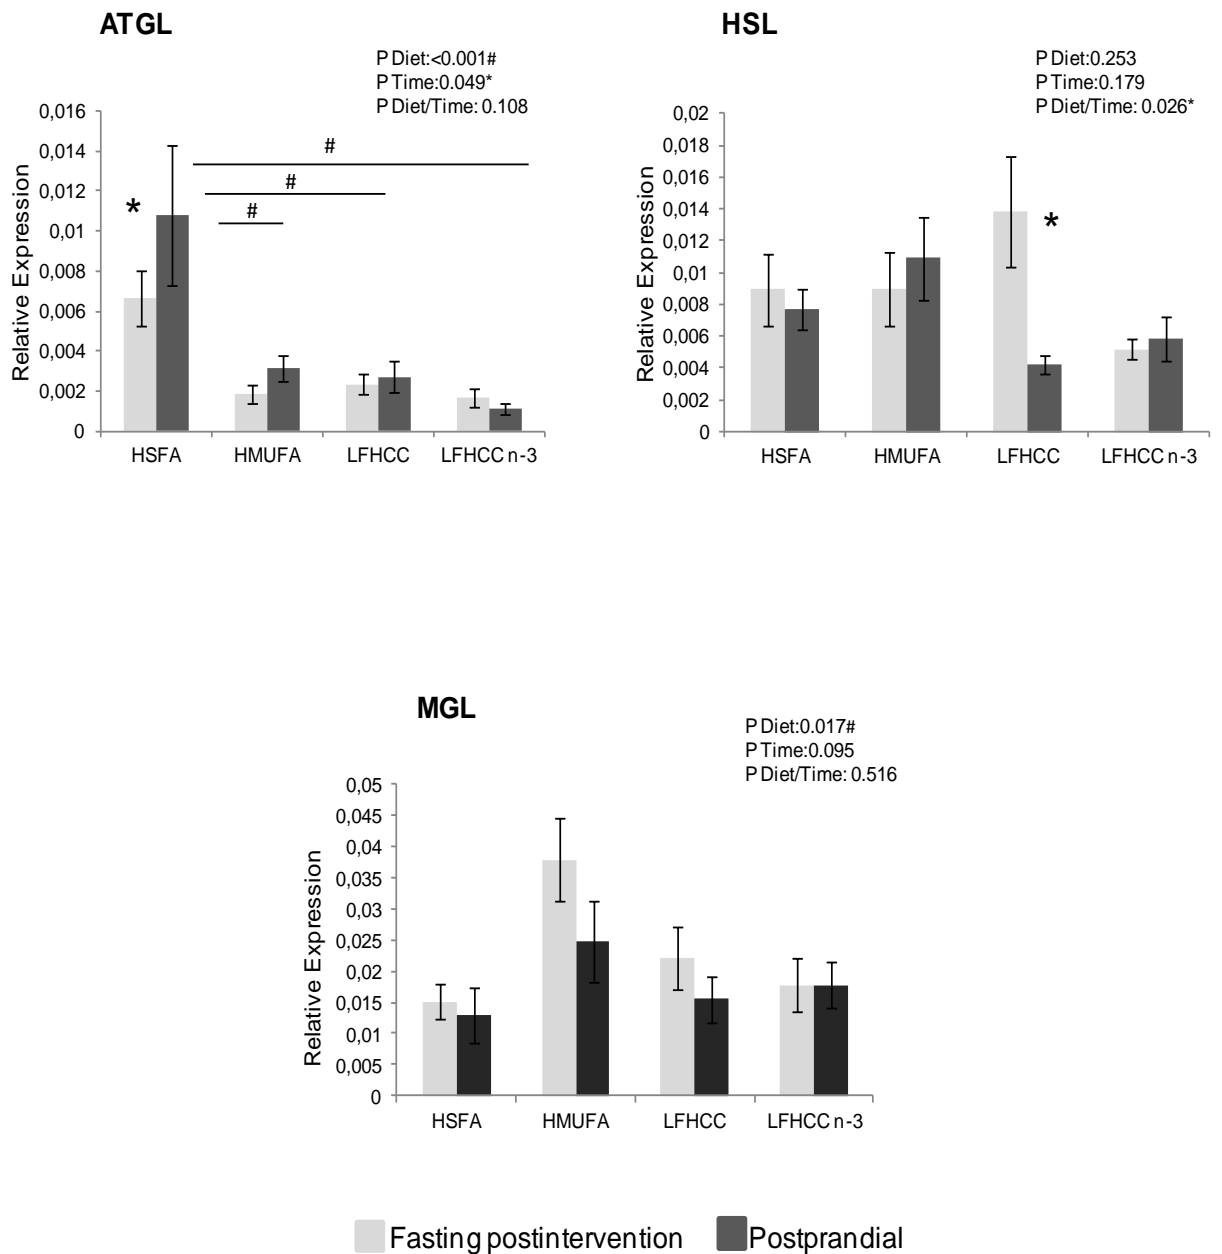 ATGL
P Diet:<0.001#
P Time:0.049*
P Diet/Time: 0.108
0,016
0,014
0,012
0,01
0,008
0,006
0,004
0,002
0
Relative Expression
*
#
#
#
HSFA HMUFA LFHCC LFHCC n-3
HSL
P Diet:0.253
P Time:0.179
P Diet/Time: 0.026*
0,02
0,018
0,016
0,014
0,012
0,01
0,008
0,006
0,004
0,002
0
Relative Expression
*
HSFA HMUFA LFHCC LFHCC n-3
MGL
P Diet:0.017#
P Time:0.095
P Diet/Time: 0.516
0,05
0,045
0,04
0,035
0,03
0,025
0,02
0,015
0,01
0,005
0
Relative Expression
HSFA HMUFA LFHCC LFHCC n-3
Fasting postintervention Postprandial